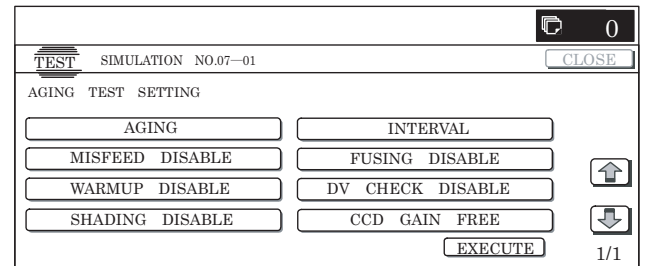 0
TEST SIMULATION NO.07—01 CLOSE
AGING TEST SETTING
AGING INTERVAL
MISFEED DISABLE FUSING DISABLE
WARMUP DISABLE DV CHECK DISABLE
SHADING DISABLE CCD GAIN FREE
EXECUTE 1/1